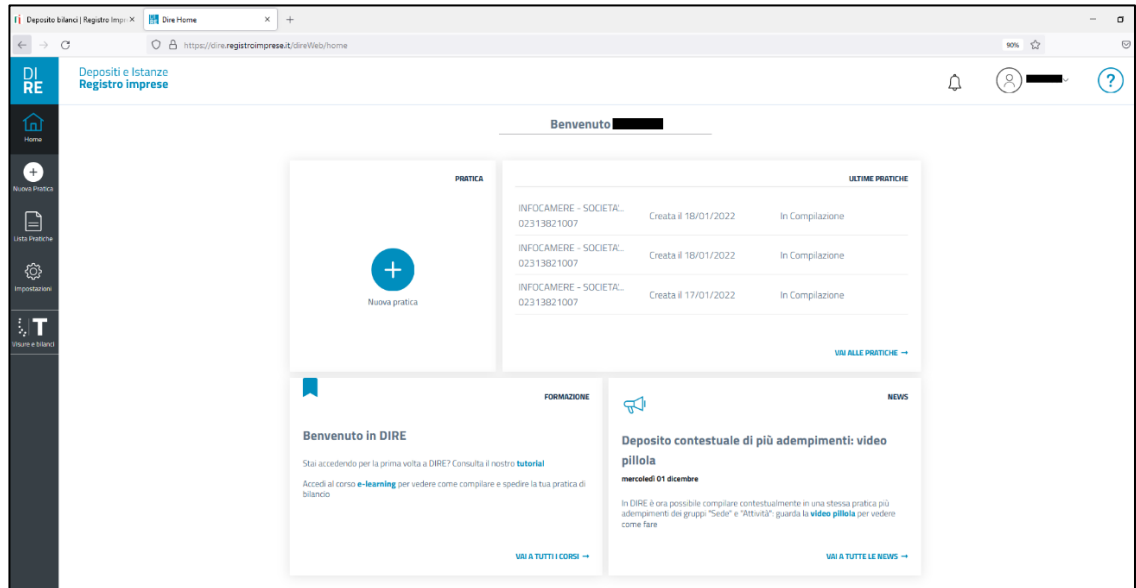 Deposito bilanci | Registro Impr
Dire Home
90%
https://dire.registroimprese.it/direWeb/home
DI
RE
Depositi e Istanze
Registro imprese
?
Home
Nuova Pratica
Lista Pratiche
Impostazioni
T
Visure e bilanci
Benvenuto
PRATICA
Nuova pratica
ULTIME PRATICHE
INFOCAMERE - SOCIETA'... Creata il 18/01/2022 In Compilazione
02313821007
INFOCAMERE - SOCIETA'... Creata il 18/01/2022 In Compilazione
02313821007
INFOCAMERE - SOCIETA'... Creata il 17/01/2022 In Compilazione
02313821007
VAI ALLE PRATICHE →
FORMAZIONE
Benvenuto in DIRE
Stai accedendo per la prima volta a DIRE? Consulta il nostro tutorial
Accedi al corso e-learning per vedere come compilare e spedire la tua pratica di
bilancio
VAI A TUTTI I CORSI →
NEWS
Deposito contestuale di più adempimenti: video
pillola
mercoledì 01 dicembre
In DIRE è ora possibile compilare contestualmente in una stessa pratica più
adempimenti dei gruppi "Sede" e "Attività": guarda la video pillola per vedere
come fare
VAI A TUTTE LE NEWS →